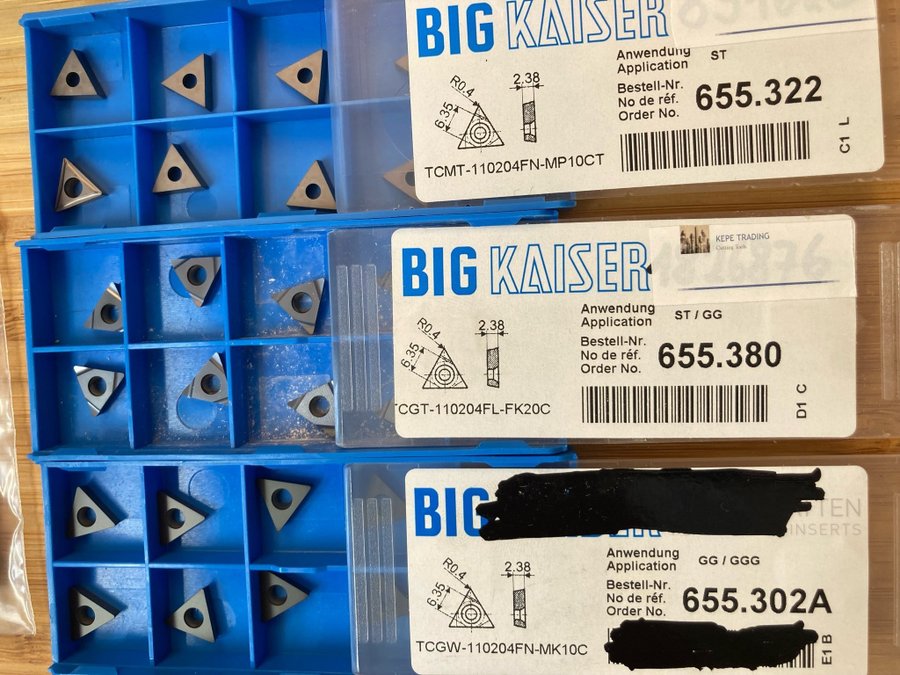 BIG KAISER
Anwendung
Application
ST
Bestell-Nr.
No de réf.
Order No.
655.322
R0.4
2.38
6.35
TCMT-110204FN-MP10CT
C1 L
BIG KAISER
KEPE TRADING
Cutting Tools
Anwendung
Application
ST / GG
Bestell-Nr.
No de réf.
Order No.
655.380
R0.4
2.38
6.35
TCGT-110204FL-FK20C
D1 C
BIG
INSERTS
Anwendung
Application
GG / GGG
Bestell-Nr.
No de réf.
Order No.
655.302A
R0.4
2.38
6.35
TCGW-110204FN-MK10C
E1 B